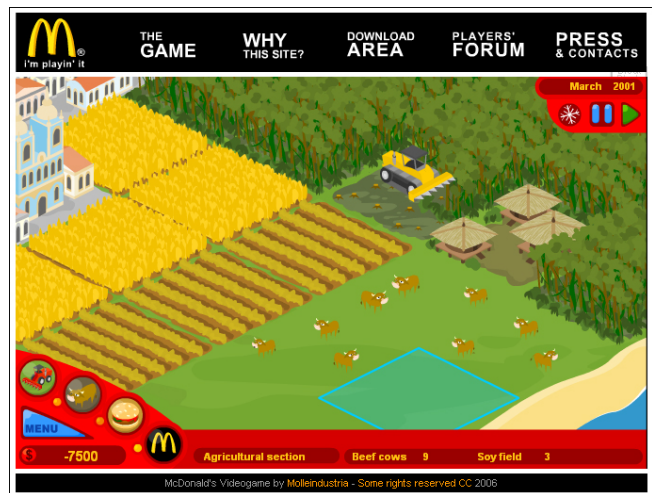 i'm playin' it
THE
GAME
WHY
THIS SITE?
DOWNLOAD
AREA
PLAYERS'
FORUM
PRESS
& CONTACTS
March 2001
MENU
$ -7500
Agricultural section
Beef cows 9
Soy field 3
McDonald's Videogame by Molleindustria - Some rights reserved CC 2006